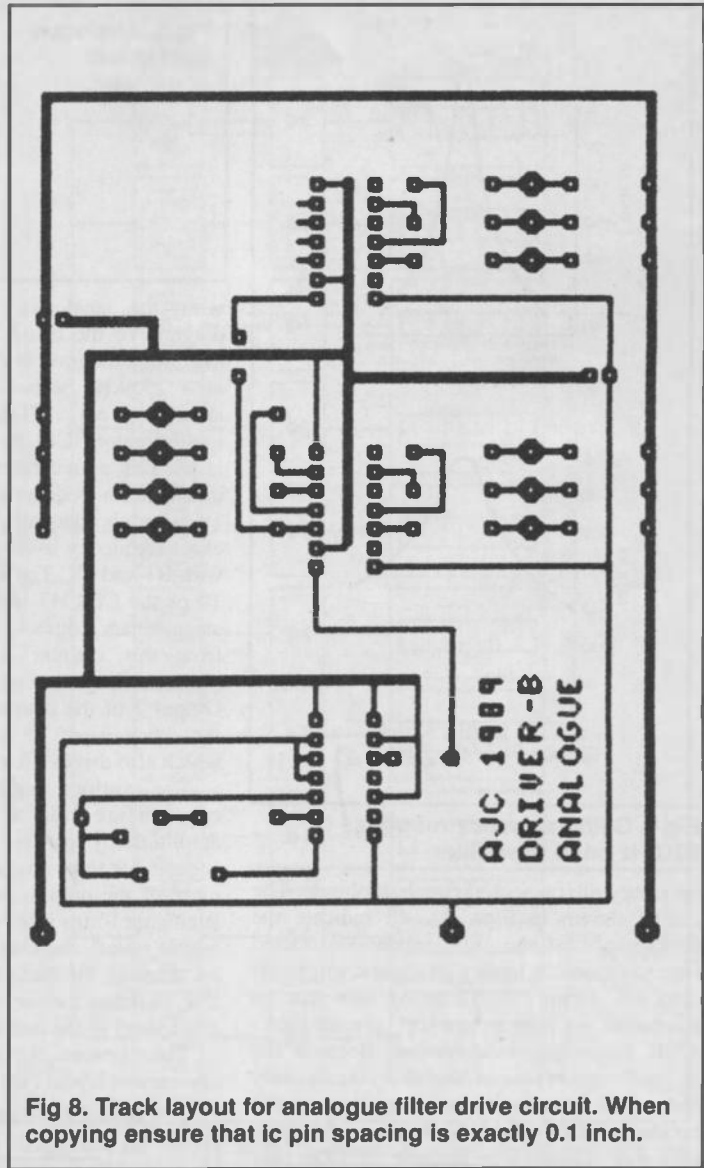 AJC 1989
DRIVER-B
ANALOGUE
Fig 8. Track layout for analogue filter drive circuit. When
copying ensure that ic pin spacing is exactly 0.1 inch.